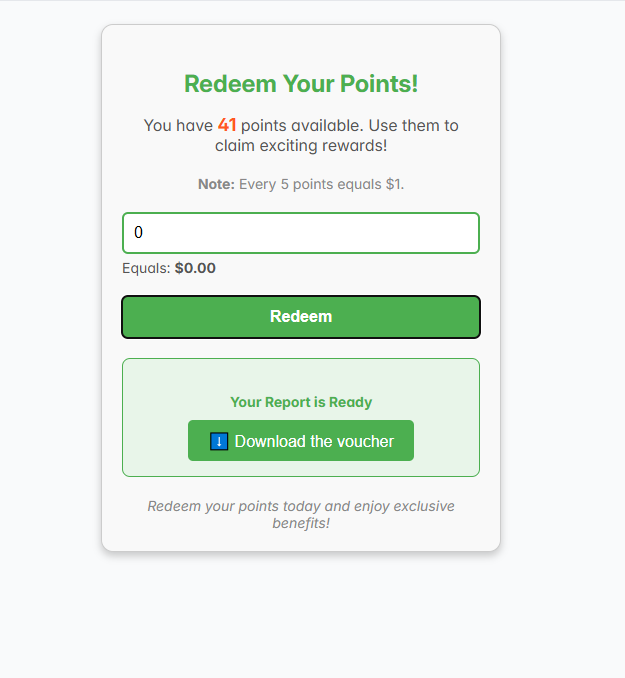 Redeem Your Points!
You have 41 points available. Use them to
claim exciting rewards!
Note: Every 5 points equals $1.
0
Equals: $0.00
Redeem
Your Report is Ready
⬇️ Download the voucher
Redeem your points today and enjoy exclusive
benefits!